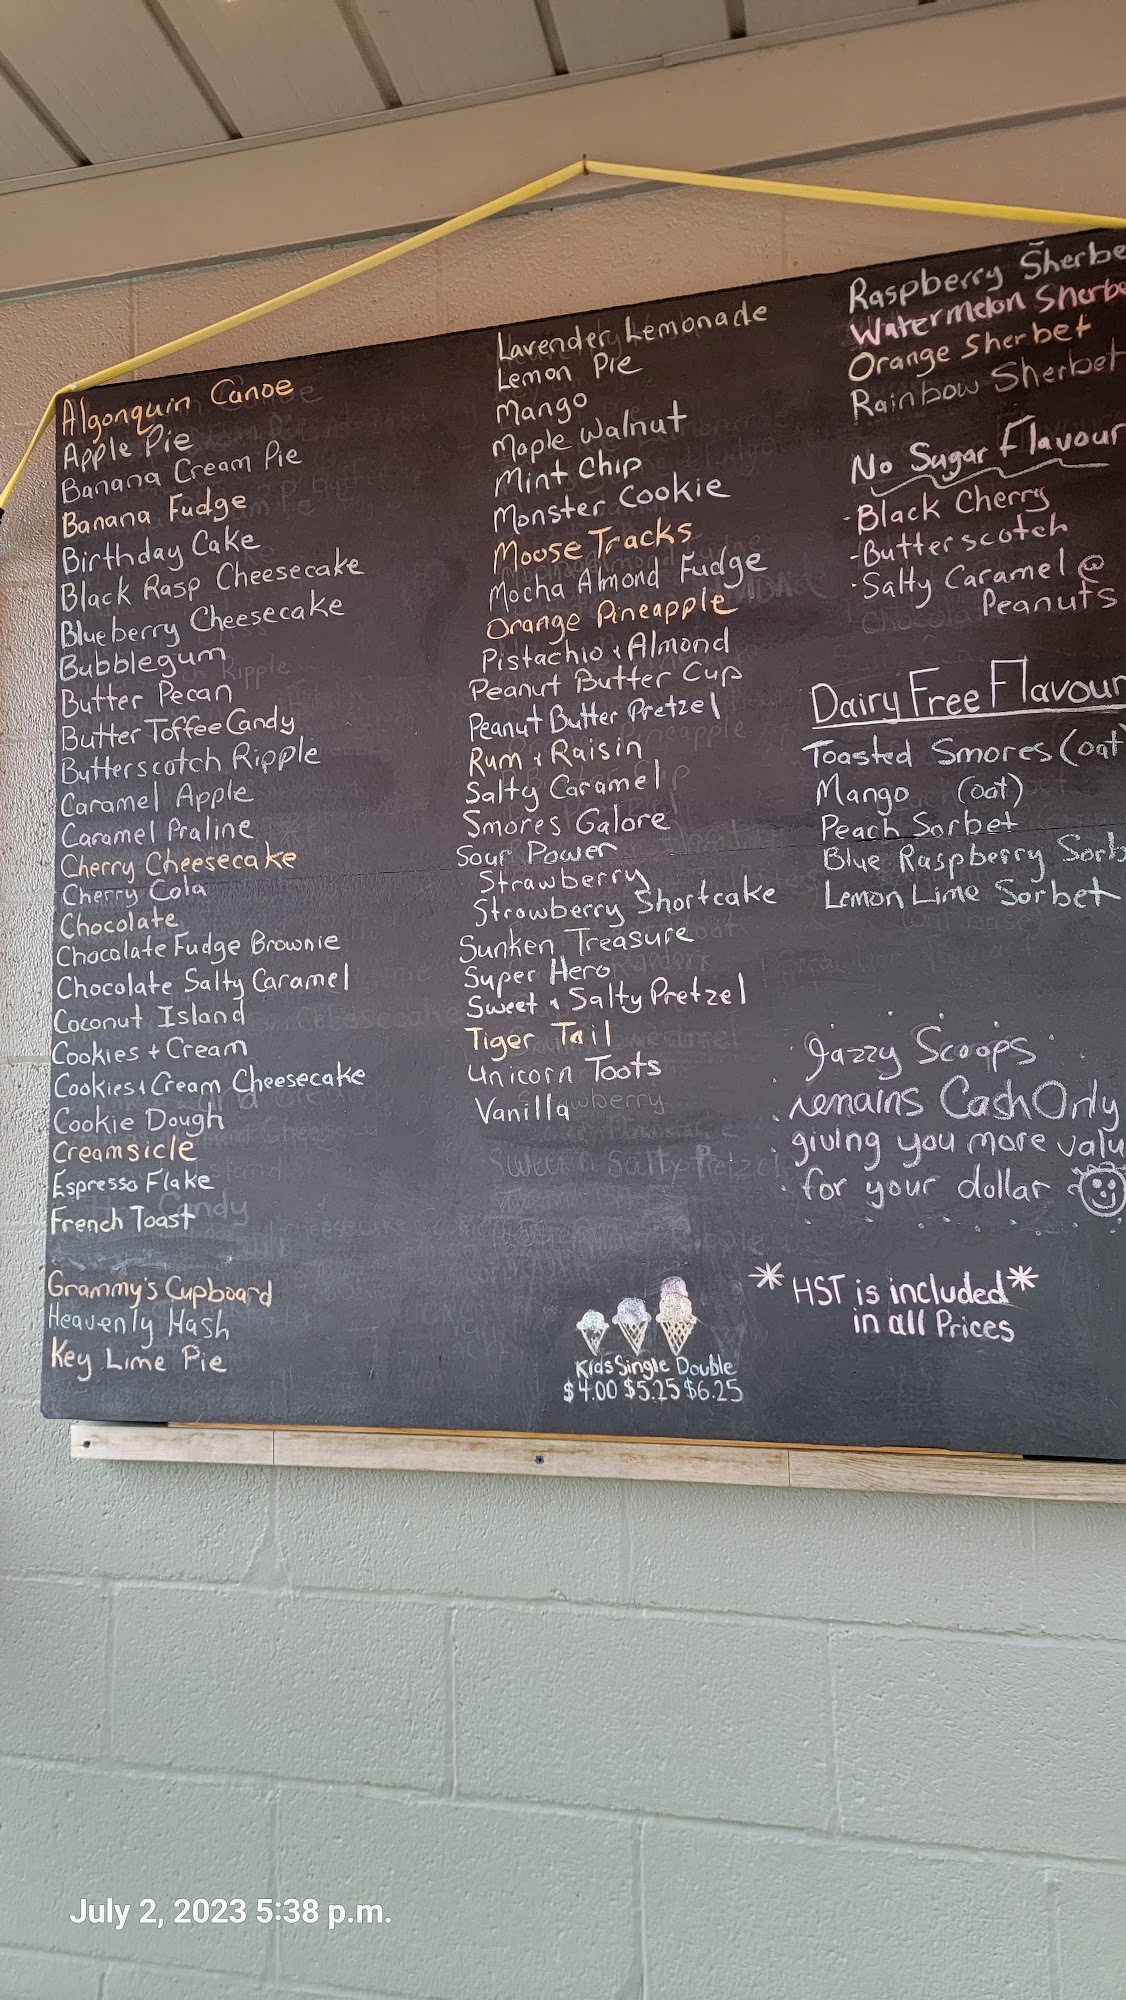 Algonquin Canoe
Apple Pie
Banana Cream Pie
Banana Fudge
Birthday Cake
Black Rasp Cheesecake
Blueberry Cheesecake
Bubblegum
Butter Pecan
Butter Toffee Candy
Butterscotch Ripple
Caramel Apple
Caramel Praline
Cherry Cheesecake
Cherry Cola
Chocolate
Chocolate Fudge Brownie
Chocolate Salty Caramel
Coconut Island
Cookies + Cream
Cookies & Cream Cheesecake
Cookie Dough
Creamsicle
Espresso Flake
French Toast
Grammy's Cupboard
Heavenly Hash
Key Lime Pie
Lavender Lemonade
Lemon Pie
Mango
Maple Walnut
Mint Chip
Monster Cookie
Moose Tracks
Mocha Almond Fudge
Orange Pineapple
Pistachio & Almond
Peanut Butter Cup
Peanut Butter Pretzel
Rum & Raisin
Salty Caramel
Smores Galore
Sour Power
Strawberry
Strawberry Shortcake
Sunken Treasure
Super Hero
Sweet & Salty Pretzel
Tiger Tail
Unicorn Toots
Vanilla
Kids Single Double
$4.00 $5.25 $6.25
Raspberry Sherbe
Watermelon Sherbe
Orange Sherbet
Rainbow Sherbet
No Sugar Flavour
-Black Cherry
-Butterscotch
-Salty Caramel @
Peanuts
Dairy Free Flavour
Toasted Smores (oat)
Mango (oat)
Peach Sorbet
Blue Raspberry Sorb
Lemon Lime Sorbet
Jazzy Scoops
remains Cash Only
giving you more valu
for your dollar
*HST is included*
in all Prices
July 2, 2023 5:38 p.m.